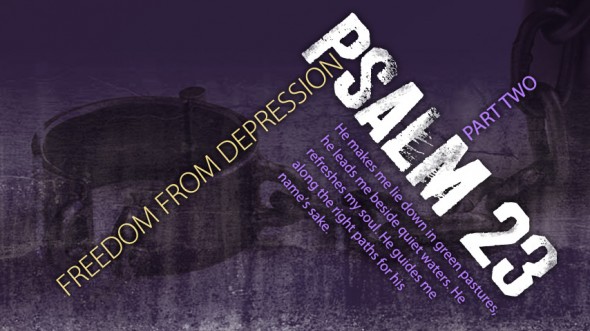 FREEDOM FROM DEPRESSION
PSALM 23
PART TWO
He makes me lie down in green pastures,
he leads me beside quiet waters. He
refreshes my soul. He guides me
along the right paths for his
name's sake.